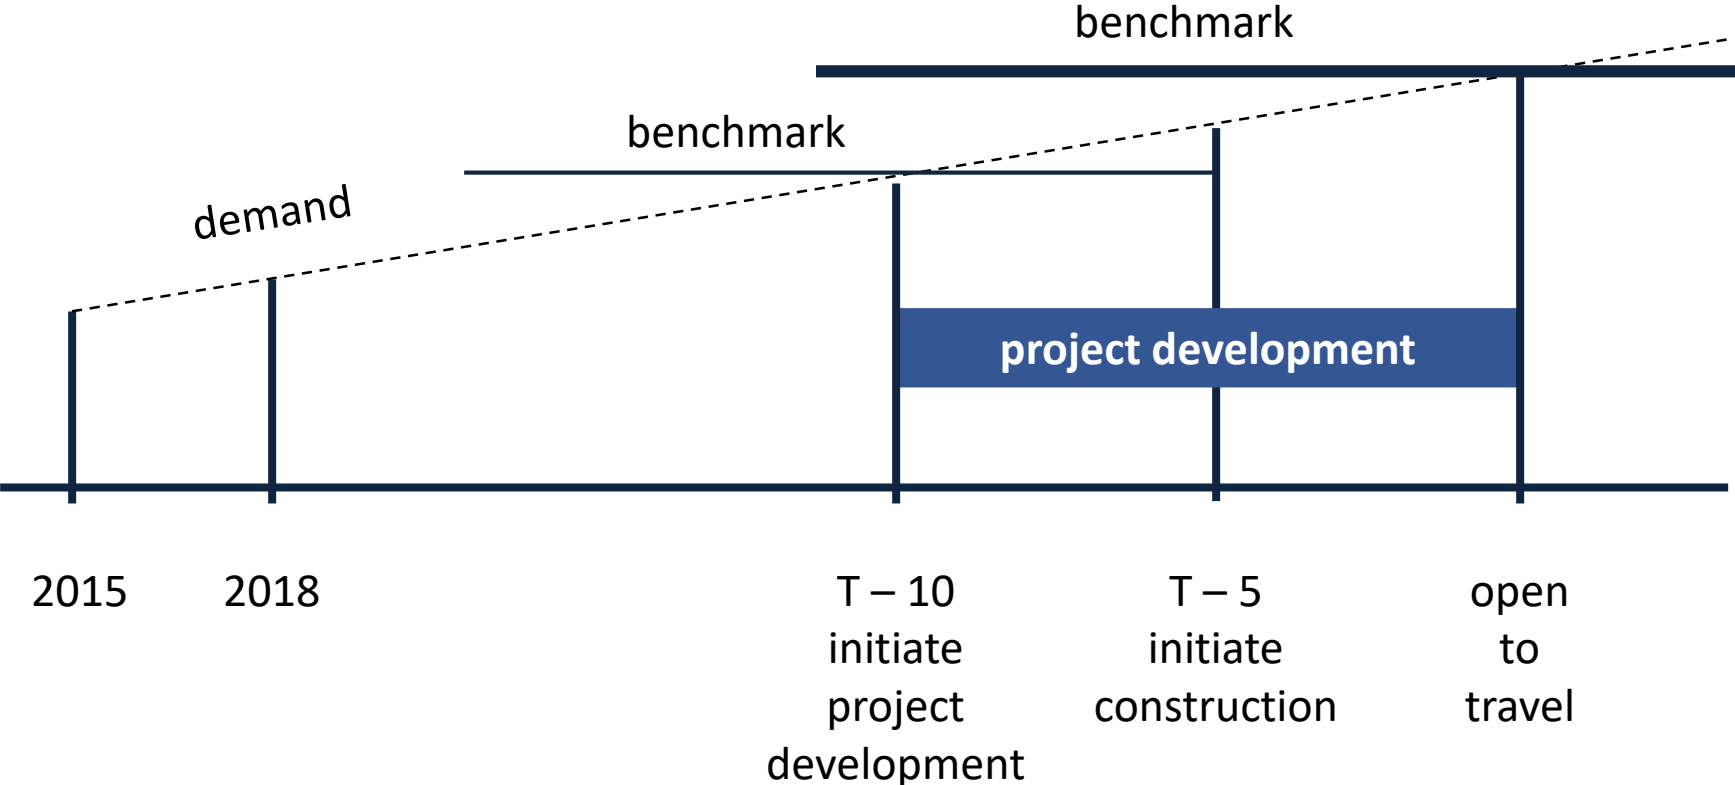 benchmark
benchmark
demand
project development
2015
2018
T – 10
initiate
project
development
T – 5
initiate
construction
open
to
travel